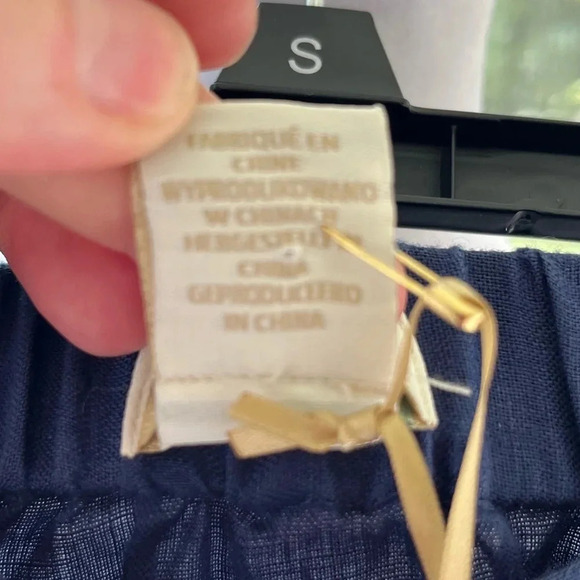 S
FABRIQUÉ EN
CHINE
WYPRODUKOWANO
W CHINACH
HERGESTELLT IN
CHINA
GEPRODUCEERD
IN CHINA